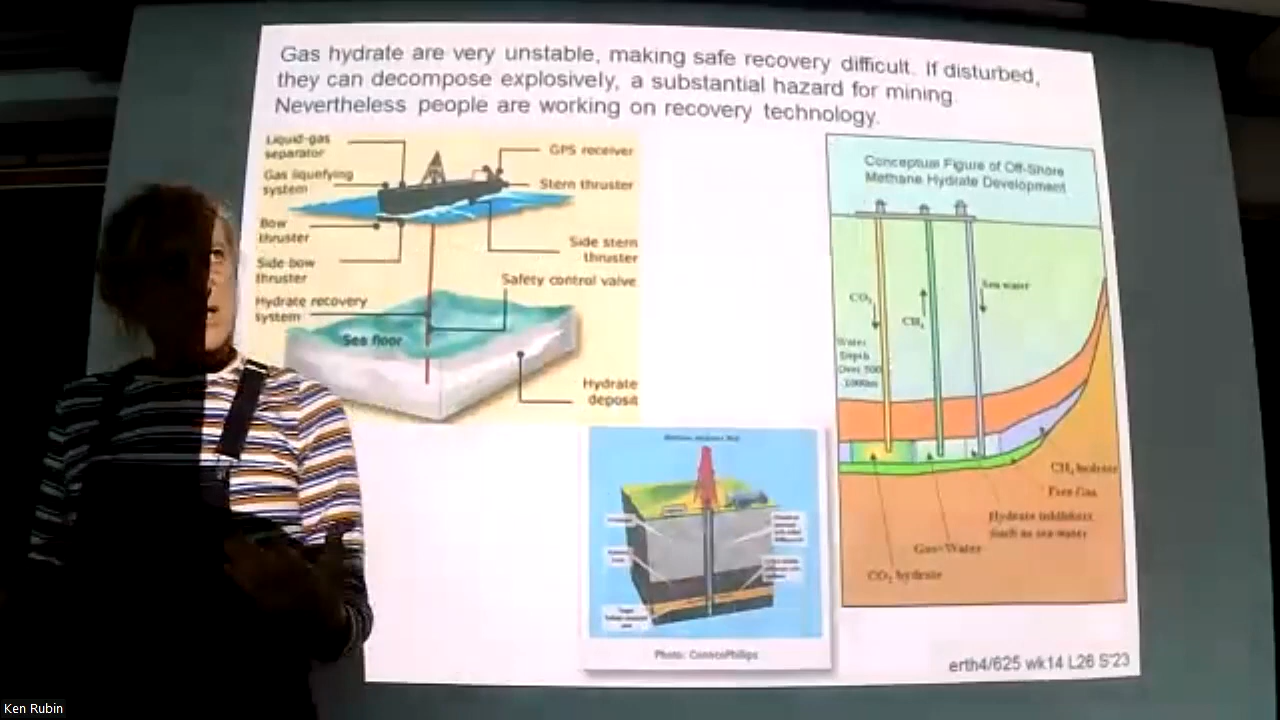 Gas hydrate are very unstable, making safe recovery difficult. If disturbed,
they can decompose explosively, a substantial hazard for mining.
Nevertheless people are working on recovery technology.
Liquid-gas
separator
Gas liquefying
system
Bow
thruster
Side bow
thruster
Hydrate recovery
system
Sea floor
GPS receiver
Stern thruster
Side stern
thruster
Safety control valve
Hydrate
deposit
Conceptual Figure of Off-Shore
Methane Hydrate Development
CO₂
CH₄
Sea water
Water
Depth
Over 500
1000m
CH₄ hydrate
Free Gas
Hydrate inhibitors
such as sea water
Gas+Water
CO₂ hydrate
Photo: ConocoPhillips
erth4/625 wk14 L26 S'23
Ken Rubin